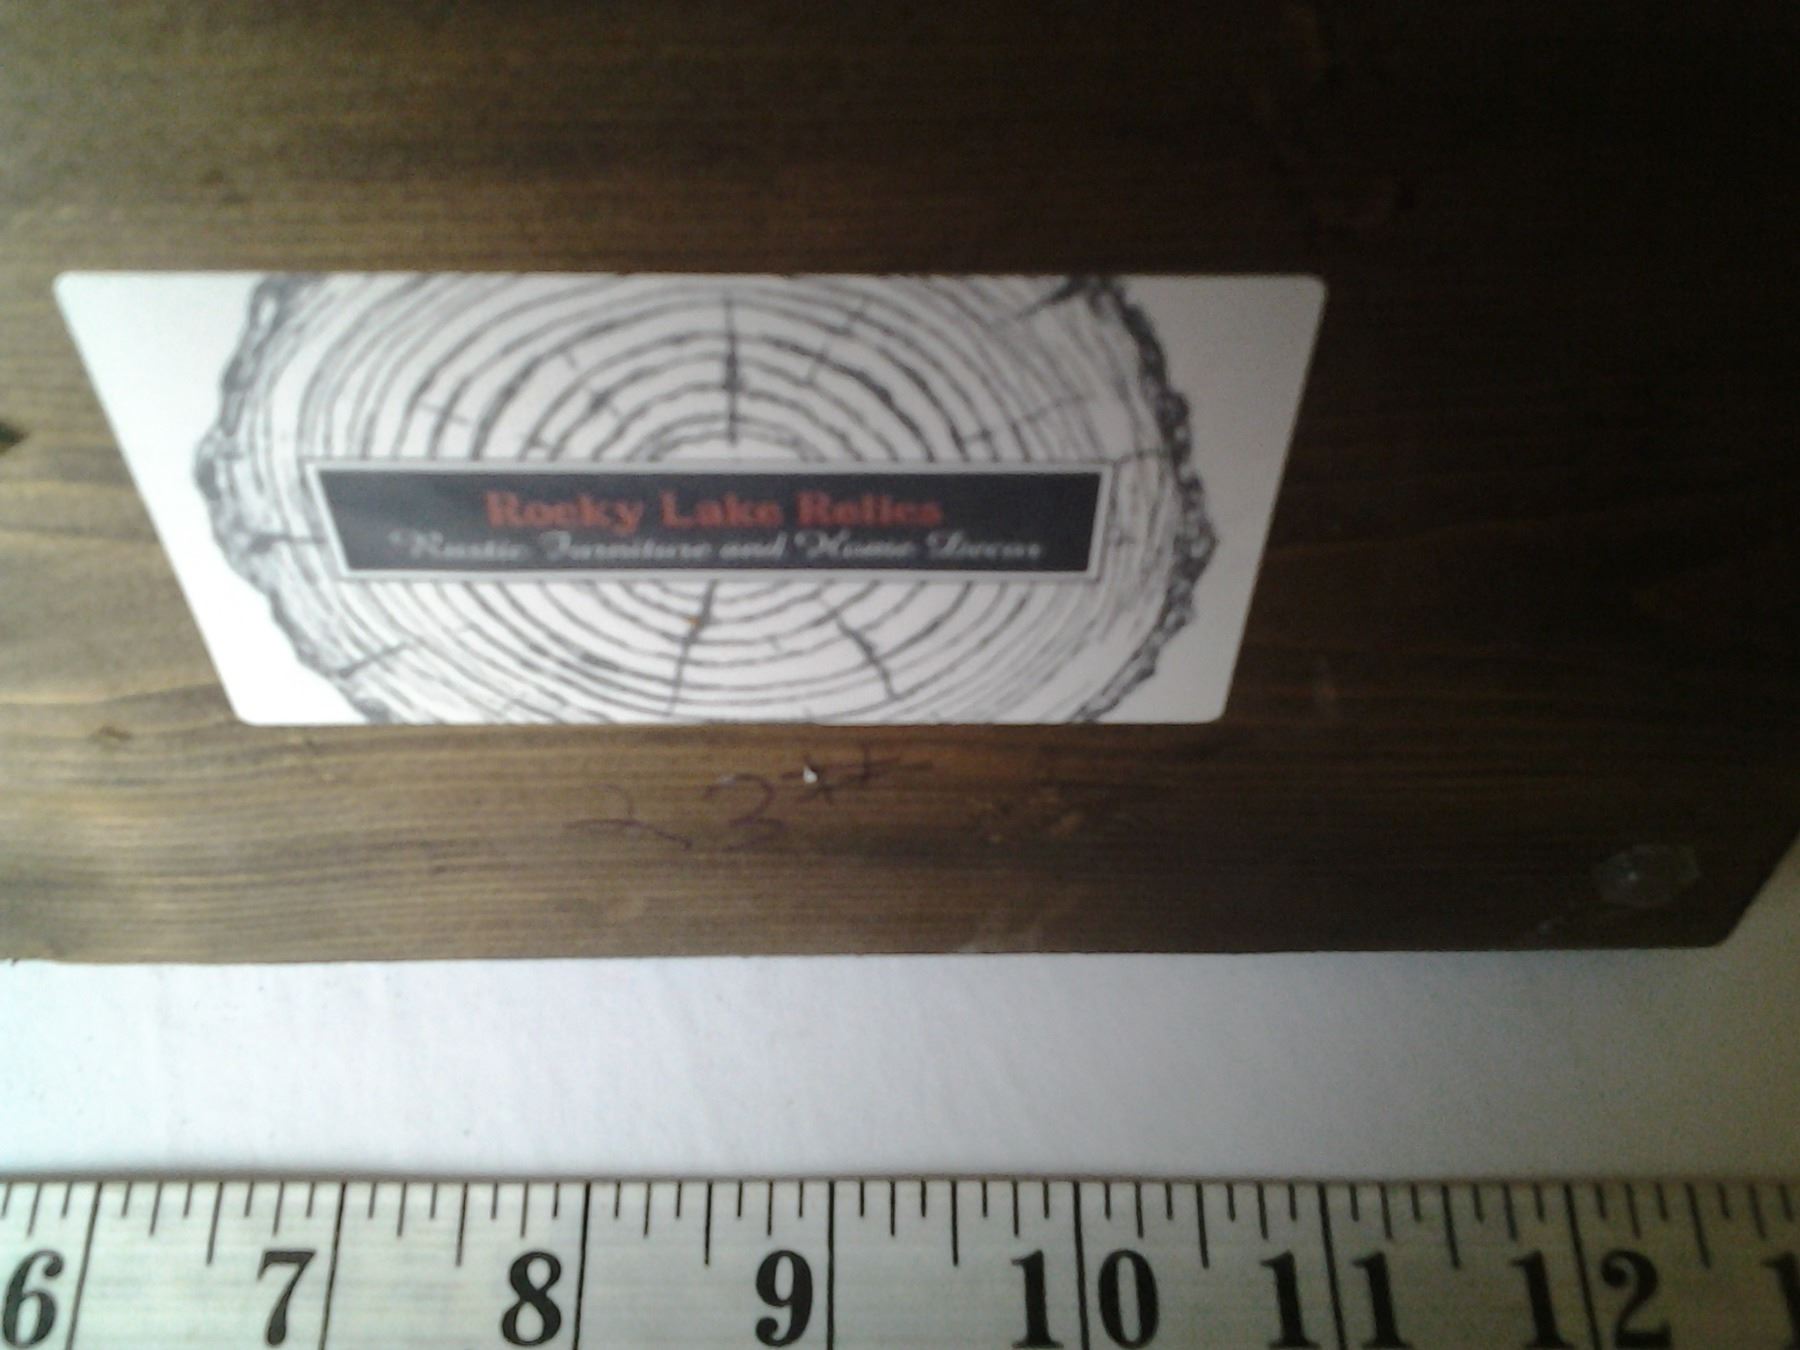 Rocky Lake Relics
Rustic Furniture and Home Decor
6 7 8 9 10 11 12